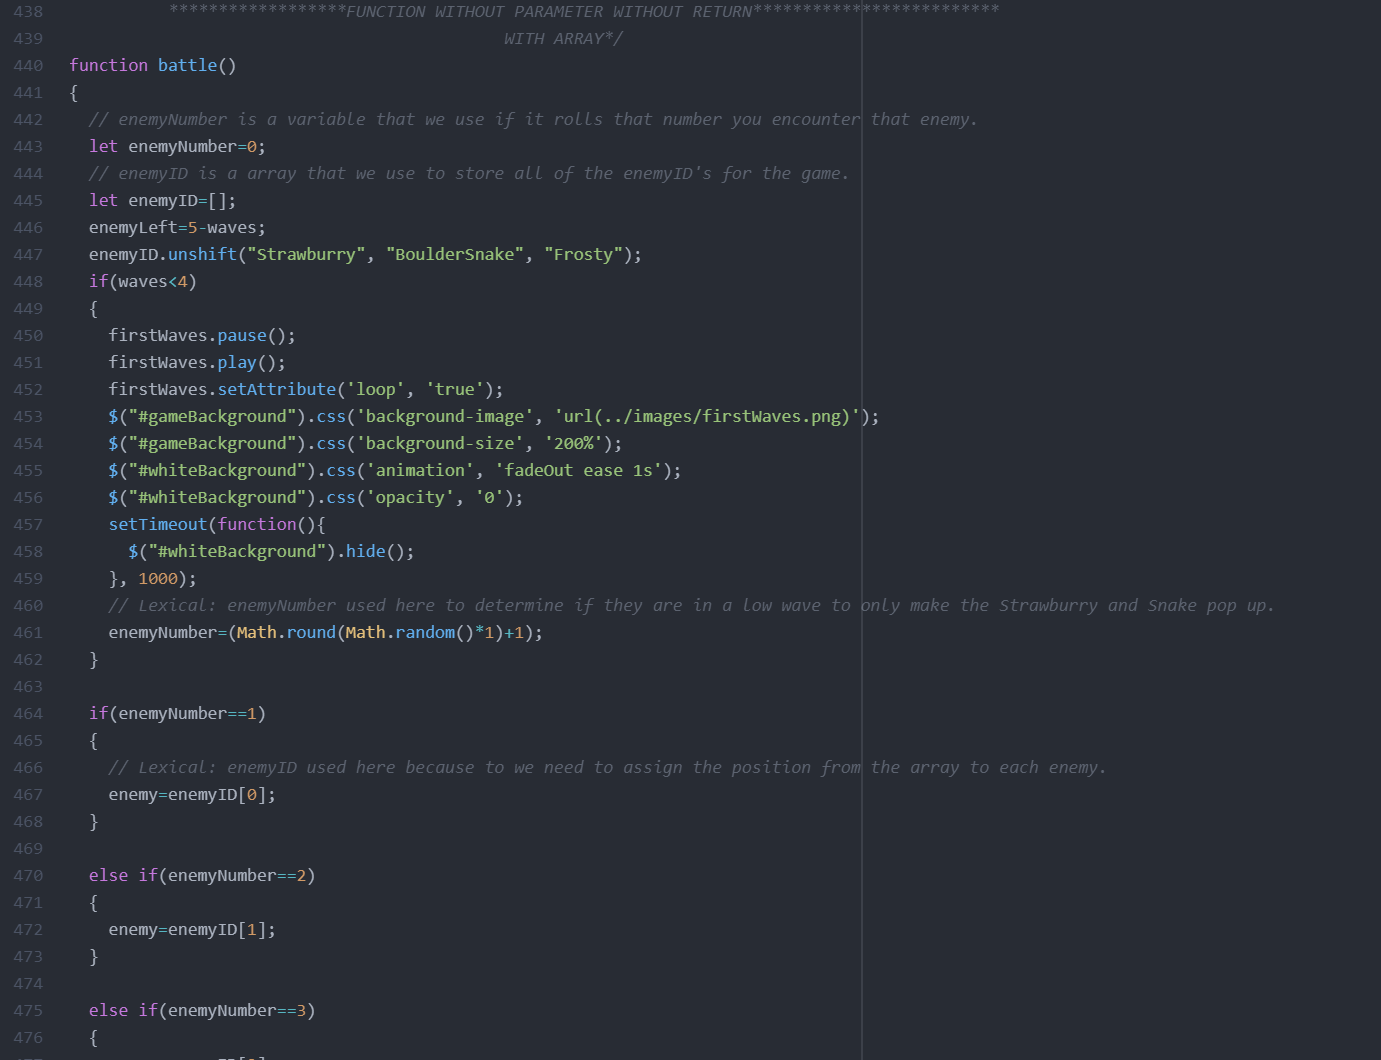 438 ******************FUNCTION WITHOUT PARAMETER WITHOUT RETURN*************************
439 WITH ARRAY*/
440 function battle()
441 {
442 // enemyNumber is a variable that we use if it rolls that number you encounter that enemy.
443 let enemyNumber=0;
444 // enemyID is a array that we use to store all of the enemyID's for the game.
445 let enemyID=[];
446 enemyLeft=5-waves;
447 enemyID.unshift("Strawburry", "BoulderSnake", "Frosty");
448 if(waves<4)
449 {
450 firstWaves.pause();
451 firstWaves.play();
452 firstWaves.setAttribute('loop', 'true');
453 $("#gameBackground").css('background-image', 'url(../images/firstWaves.png)');
454 $("#gameBackground").css('background-size', '200%');
455 $("#whiteBackground").css('animation', 'fadeOut ease 1s');
456 $("#whiteBackground").css('opacity', '0');
457 setTimeout(function(){
458 $("#whiteBackground").hide();
459 }, 1000);
460 // Lexical: enemyNumber used here to determine if they are in a low wave to only make the Strawburry and Snake pop up.
461 enemyNumber=(Math.round(Math.random()*1)+1);
462 }
463
464 if(enemyNumber==1)
465 {
466 // Lexical: enemyID used here because to we need to assign the position from the array to each enemy.
467 enemy=enemyID[0];
468 }
469
470 else if(enemyNumber==2)
471 {
472 enemy=enemyID[1];
473 }
474
475 else if(enemyNumber==3)
476 {